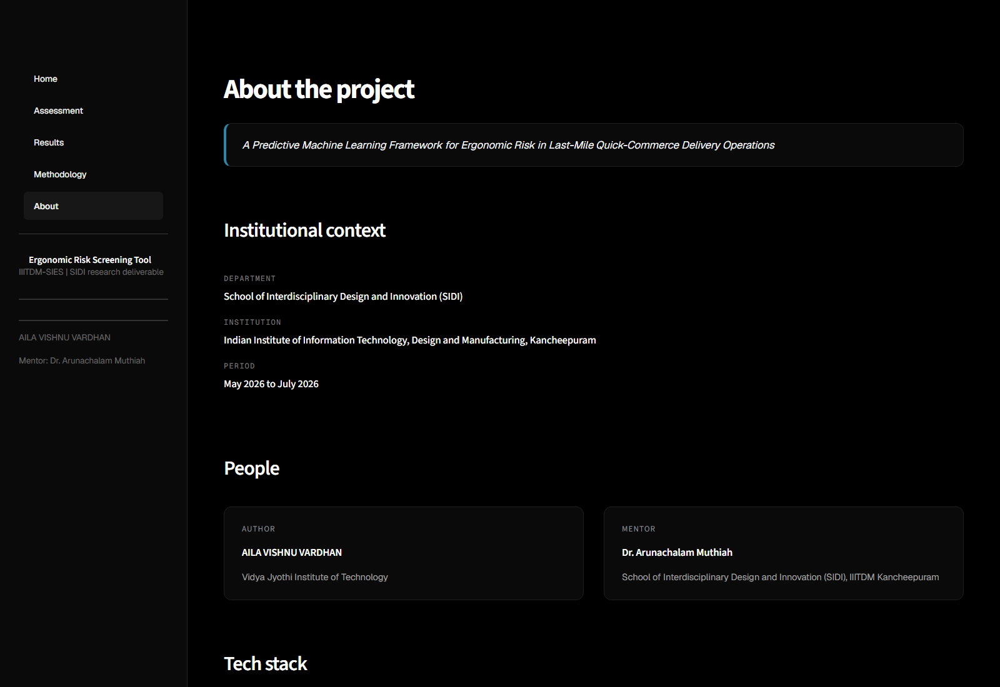 Home
Assessment
Results
Methodology
About
Ergonomic Risk Screening Tool
IIITDM-SIES | SIDI research deliverable
AILA VISHNU VARDHAN
Mentor: Dr. Arunachalam Muthiah
About the project
A Predictive Machine Learning Framework for Ergonomic Risk in Last-Mile Quick-Commerce Delivery Operations
Institutional context
DEPARTMENT
School of Interdisciplinary Design and Innovation (SIDI)
INSTITUTION
Indian Institute of Information Technology, Design and Manufacturing, Kancheepuram
PERIOD
May 2026 to July 2026
People
AUTHOR
AILA VISHNU VARDHAN
Vidya Jyothi Institute of Technology
MENTOR
Dr. Arunachalam Muthiah
School of Interdisciplinary Design and Innovation (SIDI), IIITDM Kancheepuram
Tech stack